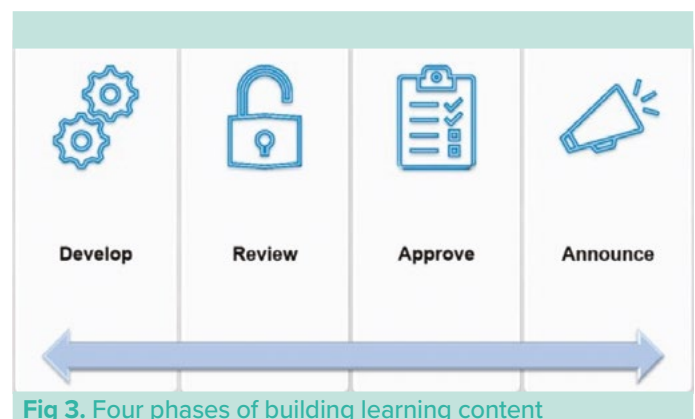 Develop Review Approve Announce
Fig 3. Four phases of building learning content